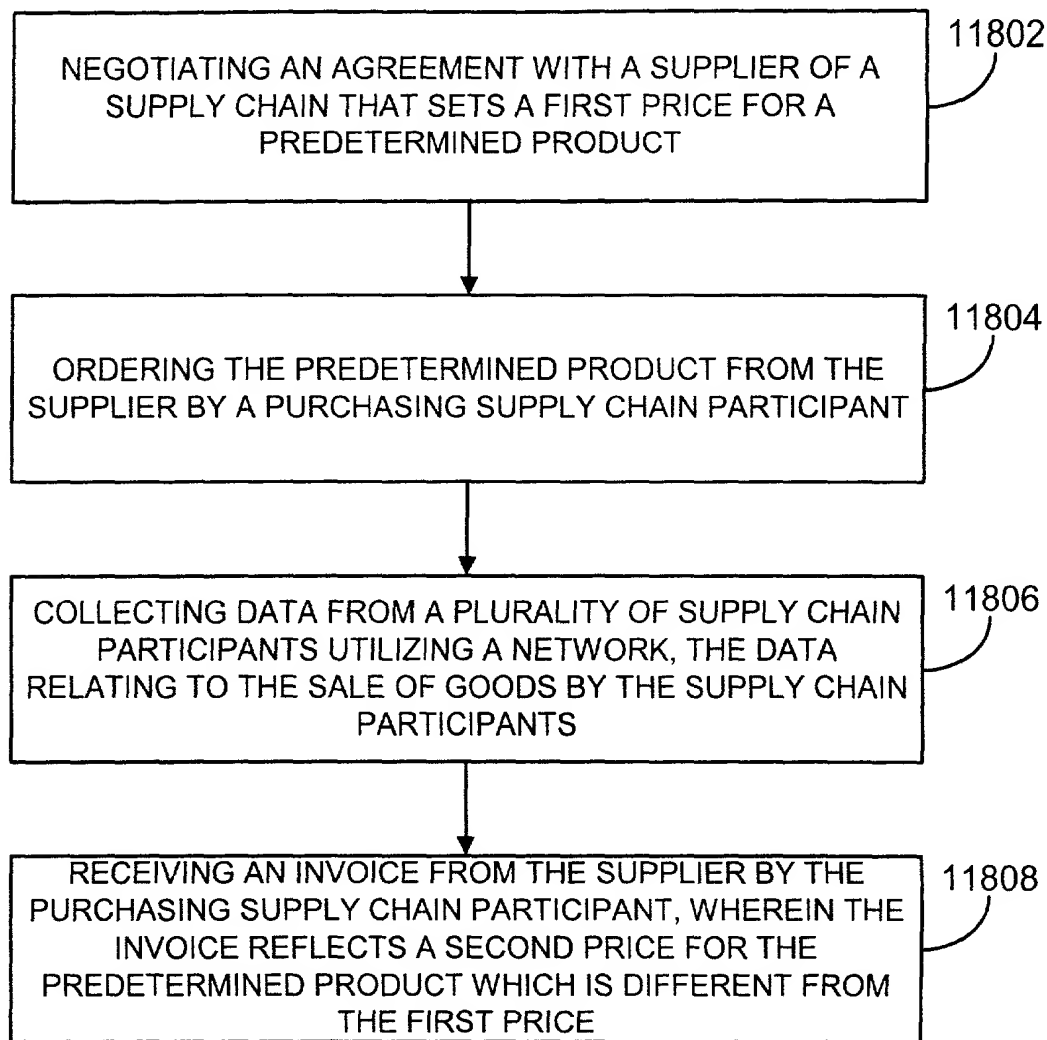 11802
NEGOTIATING AN AGREEMENT WITH A SUPPLIER OF A
SUPPLY CHAIN THAT SETS A FIRST PRICE FOR A
PREDETERMINED PRODUCT
11804
ORDERING THE PREDETERMINED PRODUCT FROM THE
SUPPLIER BY A PURCHASING SUPPLY CHAIN PARTICIPANT
11806
COLLECTING DATA FROM A PLURALITY OF SUPPLY CHAIN
PARTICIPANTS UTILIZING A NETWORK, THE DATA
RELATING TO THE SALE OF GOODS BY THE SUPPLY CHAIN
PARTICIPANTS
11808
RECEIVING AN INVOICE FROM THE SUPPLIER BY THE
PURCHASING SUPPLY CHAIN PARTICIPANT, WHEREIN THE
INVOICE REFLECTS A SECOND PRICE FOR THE
PREDETERMINED PRODUCT WHICH IS DIFFERENT FROM
THE FIRST PRICE